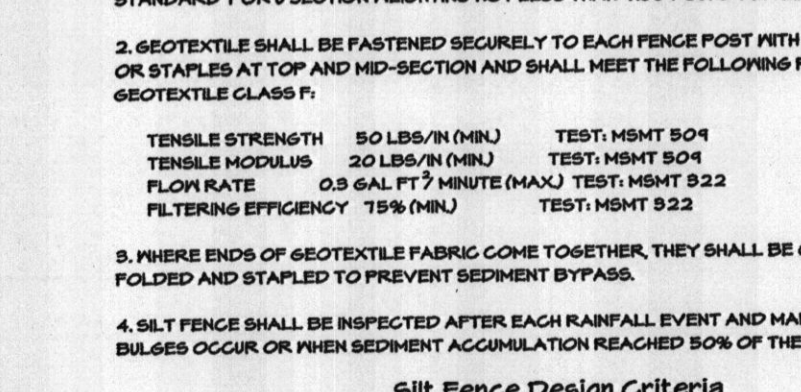 2. GEOTEXTILE SHALL BE FASTENED SECURELY TO EACH FENCE POST WITH
OR STAPLES AT TOP AND MID-SECTION AND SHALL MEET THE FOLLOWING
GEOTEXTILE CLASS F:
TENSILE STRENGTH 50 LBS/IN (MIN.) TEST: MSMT 509
TENSILE MODULUS 20 LBS/IN (MIN.) TEST: MSMT 509
FLOW RATE 0.3 GAL FT²/ MINUTE (MAX.) TEST: MSMT 322
FILTERING EFFICIENCY 75% (MIN.) TEST: MSMT 322
3. WHERE ENDS OF GEOTEXTILE FABRIC COME TOGETHER, THEY SHALL BE
FOLDED AND STAPLED TO PREVENT SEDIMENT BYPASS.
4. SILT FENCE SHALL BE INSPECTED AFTER EACH RAINFALL EVENT AND
BULGES OCCUR OR WHEN SEDIMENT ACCUMULATION REACHED 50% OF THE
Silt Fence Design Criteria